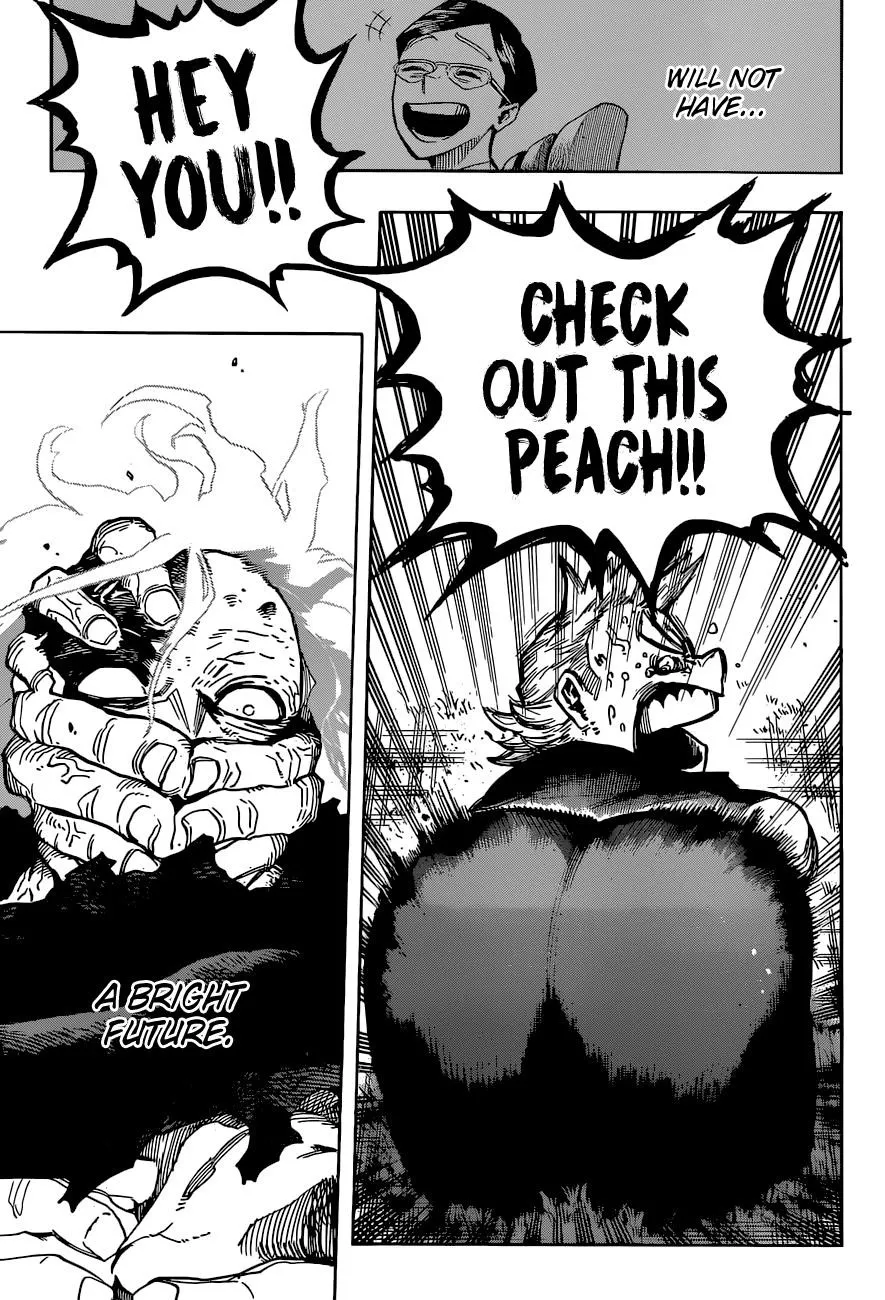 WILL NOT
HAVE...
HEY
YOU!!
CHECK
OUT THIS
PEACH!!
A BRIGHT
FUTURE.